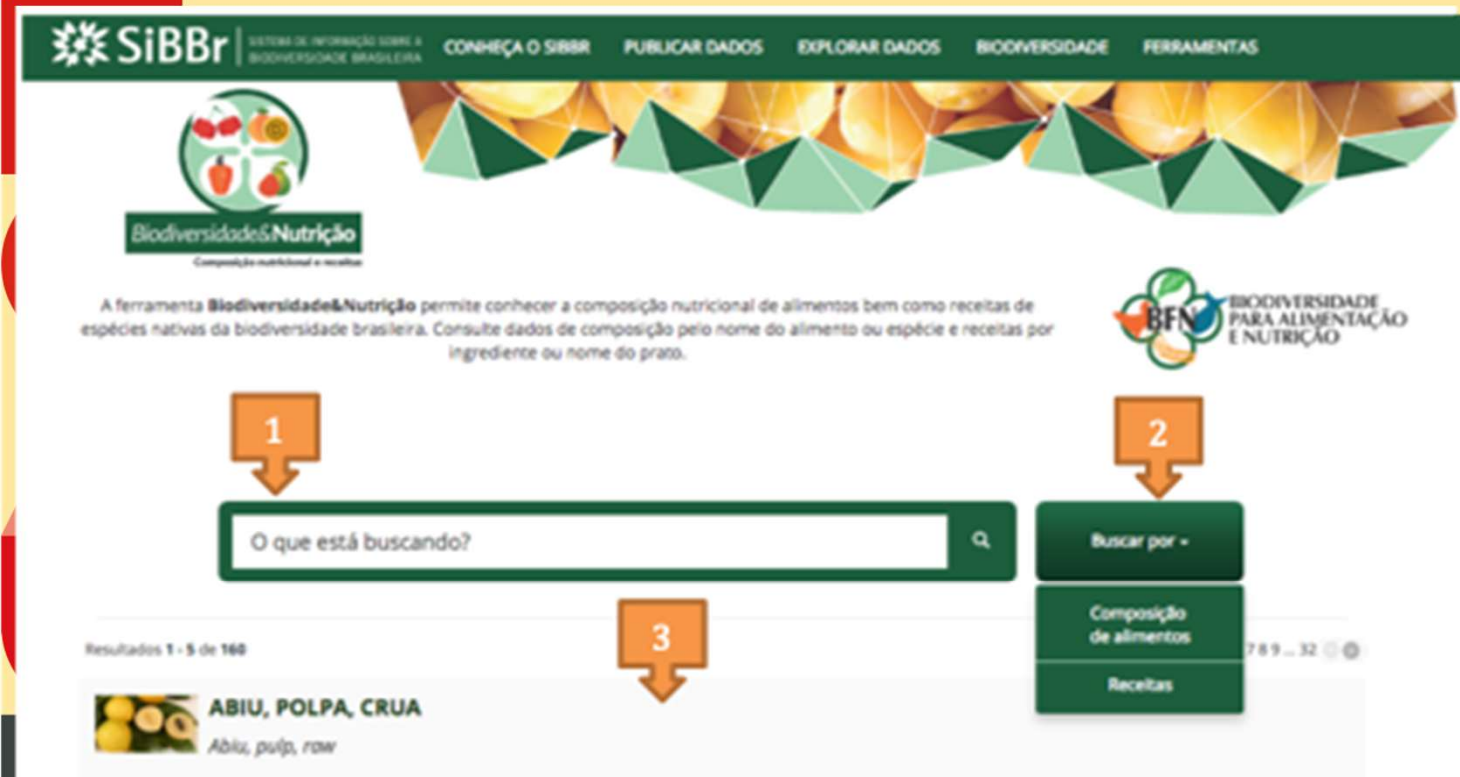 SiBBr SISTEMA DE INFORMAÇÃO SOBRE A
BIODIVERSIDADE BRASILEIRA
CONHEÇA O SIBBR PUBLICAR DADOS EXPLORAR DADOS BIODIVERSIDADE FERRAMENTAS
Biodiversidade&Nutrição
Composição nutricional e receitas
A ferramenta Biodiversidade&Nutrição permite conhecer a composição nutricional de alimentos bem como receitas de
espécies nativas da biodiversidade brasileira. Consulte dados de composição pelo nome do alimento ou espécie e receitas por
ingrediente ou nome do prato.
BFN BIODIVERSIDADE
PARA ALIMENTAÇÃO
E NUTRIÇÃO
1
2
O que está buscando?
Buscar por
Composição
de alimentos
Receitas
3
Resultados 1 - 5 de 160
7 8 9 ... 32
ABIU, POLPA, CRUA
Abiu, pulp, raw